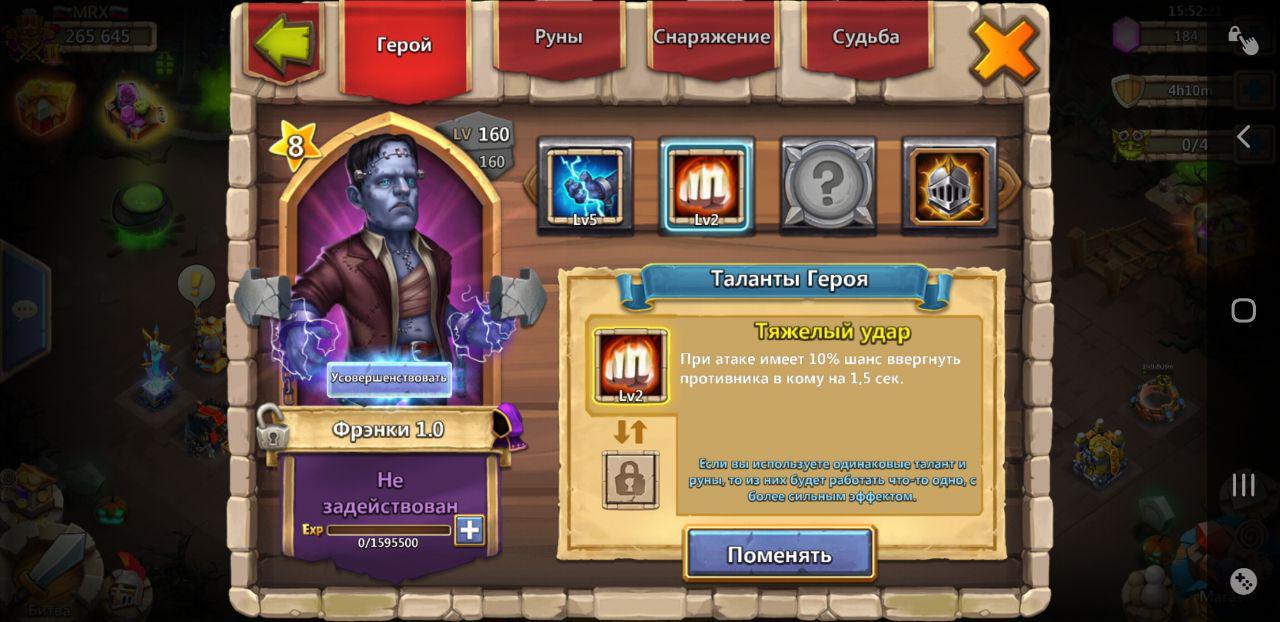 MRX
265 645
Герой
Руны
Снаряжение
Судьба
15:52:21
184
4h10m
0/4
8
LV 160
160
Lv5
Lv2
?
Усовершенствовать
Фрэнки 1.0
Не
задействован
Exp
0/1595500
Таланты Героя
Тяжелый удар
При атаке имеет 10% шанс ввергнуть
противника в кому на 1,5 сек.
Lv2
Если вы используете одинаковые талант и
руны, то из них будет работать что-то одно, с
более сильным эффектом.
Поменять
Битва